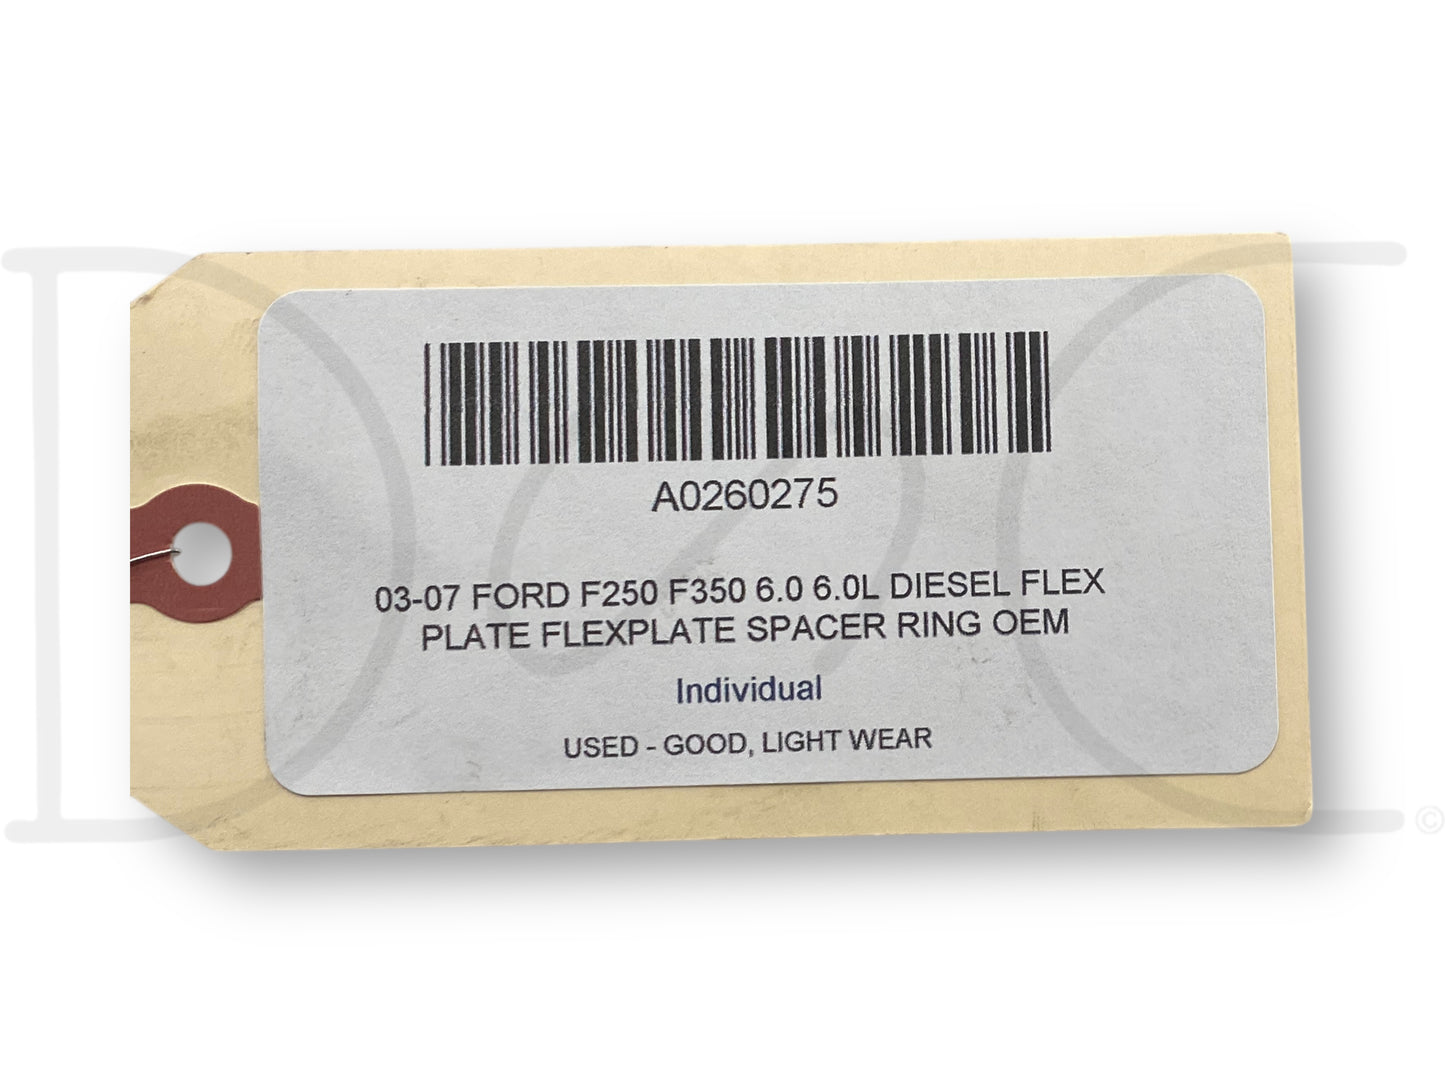 A0260275
03-07 FORD F250 F350 6.0 6.0L DIESEL FLEX
PLATE FLEXPLATE SPACER RING OEM
Individual
USED - GOOD, LIGHT WEAR
©